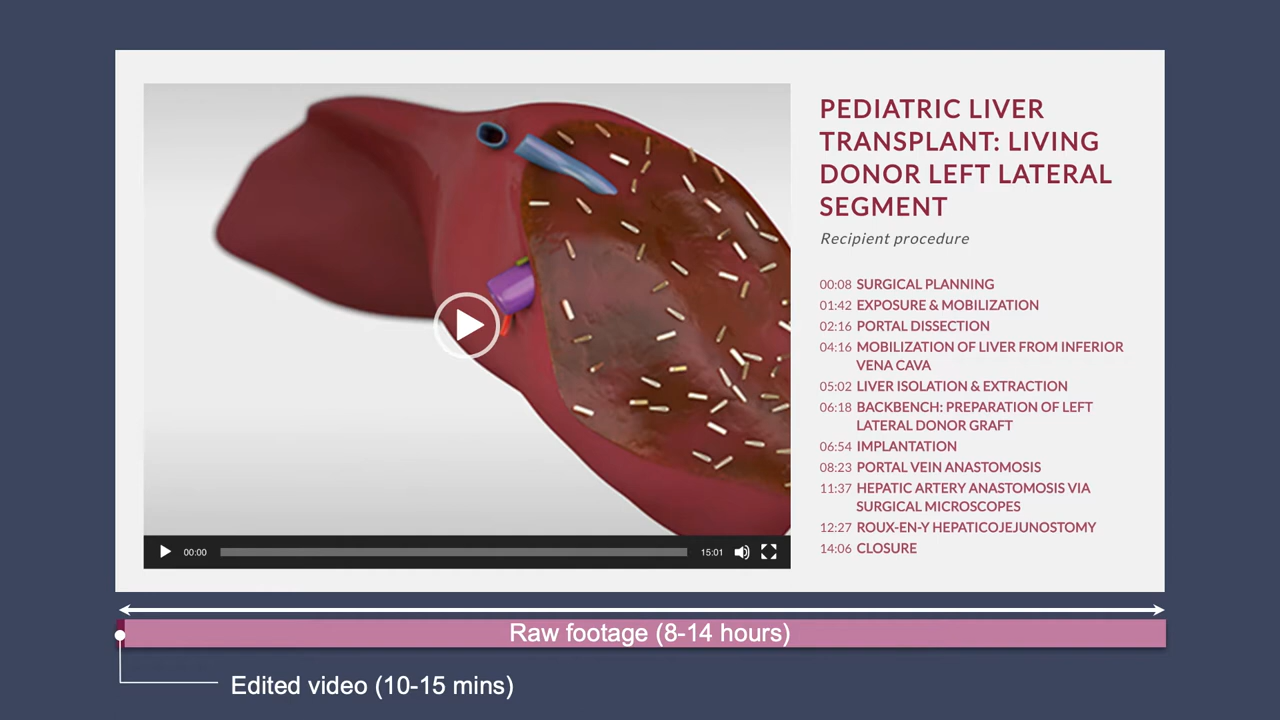 PEDIATRIC LIVER
TRANSPLANT: LIVING
DONOR LEFT LATERAL
SEGMENT
Recipient procedure
00:08 SURGICAL PLANNING
01:42 EXPOSURE & MOBILIZATION
02:16 PORTAL DISSECTION
04:16 MOBILIZATION OF LIVER FROM INFERIOR
VENA CAVA
05:02 LIVER ISOLATION & EXTRACTION
06:18 BACKBENCH: PREPARATION OF LEFT
LATERAL DONOR GRAFT
06:54 IMPLANTATION
08:23 PORTAL VEIN ANASTOMOSIS
11:37 HEPATIC ARTERY ANASTOMOSIS VIA
SURGICAL MICROSCOPES
12:27 ROUX-EN-Y HEPATICOJEJUNOSTOMY
14:06 CLOSURE
00:00 15:01
Raw footage (8-14 hours)
Edited video (10-15 mins)